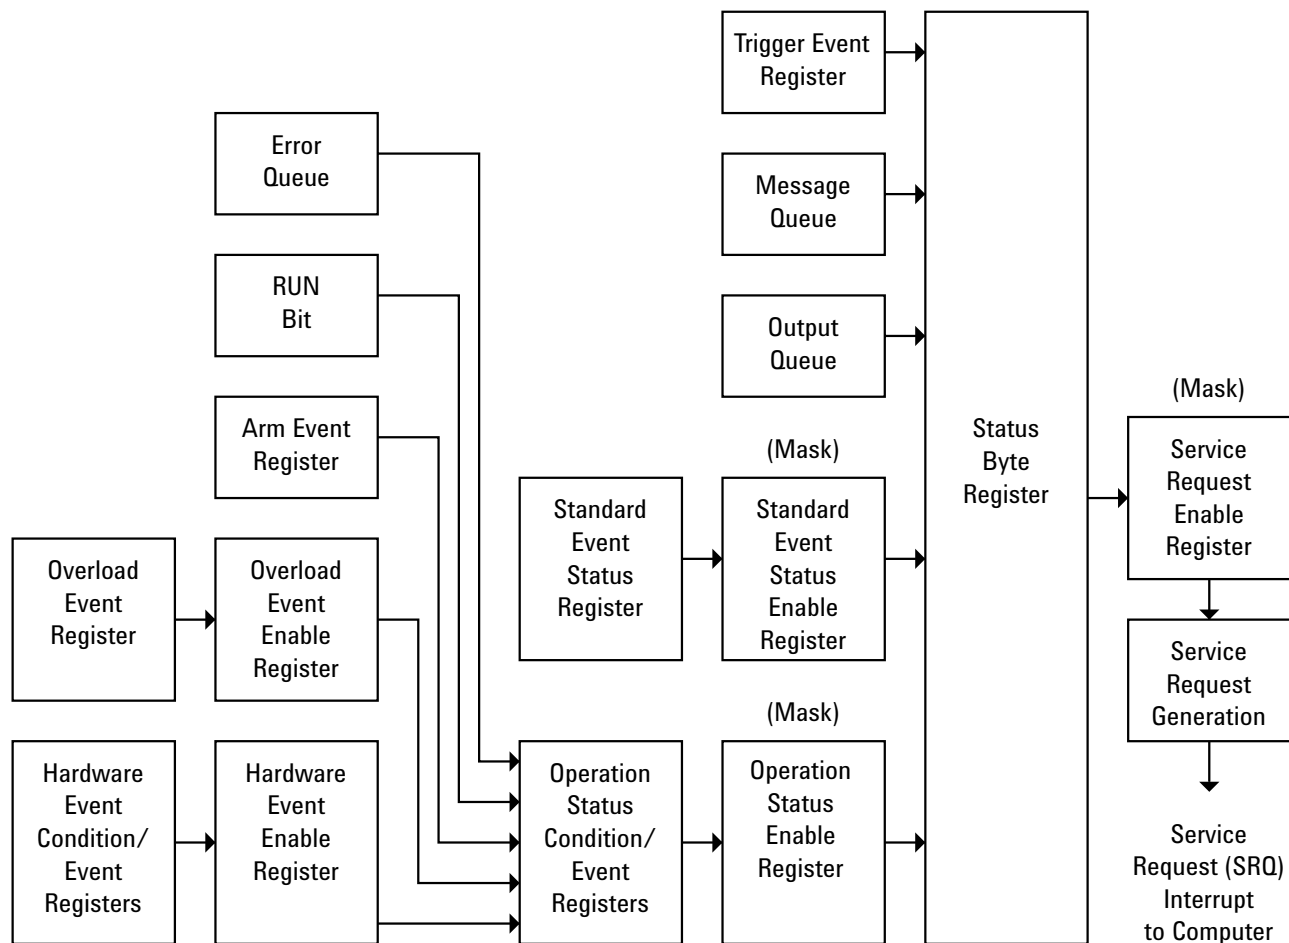 Trigger Event
Register
Error
Queue
Message
Queue
RUN
Bit
Output
Queue
(Mask)
Arm Event
Register
(Mask)
Status
Byte
Register
Service
Request
Enable
Register
Standard
Event
Status
Register
Standard
Event
Status
Enable
Register
Overload
Event
Register
Overload
Event
Enable
Register
Service
Request
Generation
(Mask)
Hardware
Event
Condition/
Event
Registers
Hardware
Event
Enable
Register
Operation
Status
Condition/
Event
Registers
Operation
Status
Enable
Register
Service
Request (SRQ)
Interrupt
to Computer